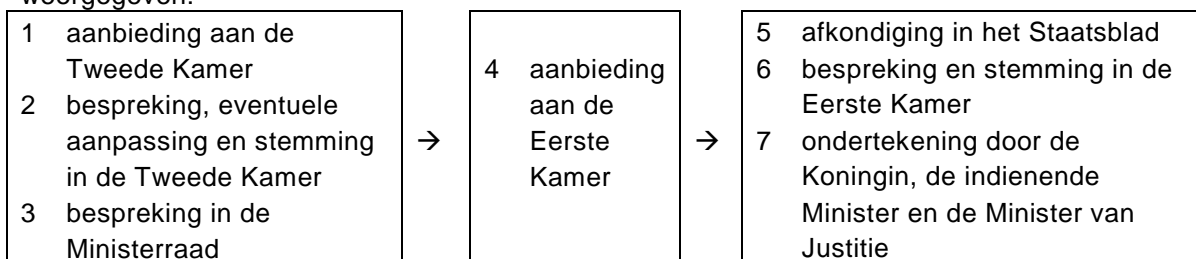 weergegeven.
1 aanbieding aan de
Tweede Kamer
2 bespreking, eventuele
aanpassing en stemming
in de Tweede Kamer
3 bespreking in de
Ministerraad
→
4 aanbieding
aan de
Eerste
Kamer
→
5 afkondiging in het Staatsblad
6 bespreking en stemming in de
Eerste Kamer
7 ondertekening door de
Koningin, de indienende
Minister en de Minister van
Justitie